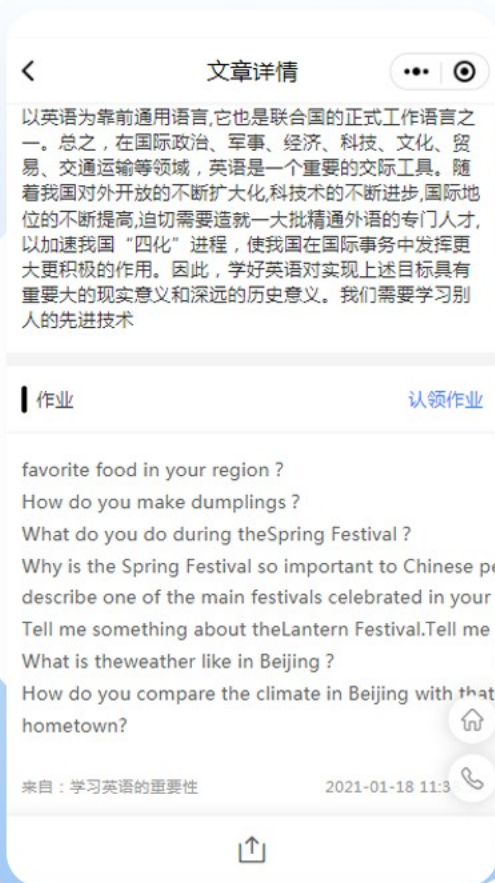 文章详情
以英语为靠前通用语言,它也是联合国的正式工作语言之
一。总之，在国际政治、军事、经济、科技、文化、贸
易、交通运输等领域，英语是一个重要的交际工具。随
着我国对外开放的不断扩大化,科技术的不断进步,国际地
位的不断提高,迫切需要造就一大批精通外语的专门人才,
以加速我国“四化”进程，使我国在国际事务中发挥更
大更积极的作用。因此，学好英语对实现上述目标具有
重要大的现实意义和深远的历史意义。我们需要学习别
人的先进技术
作业
认领作业
favorite food in your region？
How do you make dumplings？
What do you do during theSpring Festival？
Why is the Spring Festival so important to Chinese
describe one of the main festivals celebrated in your
Tell me something about theLantern Festival.Tell me
What is theweather like in Beijing？
How do you compare the climate in Beijing with that
hometown?
来自：学习英语的重要性
2021-01-18